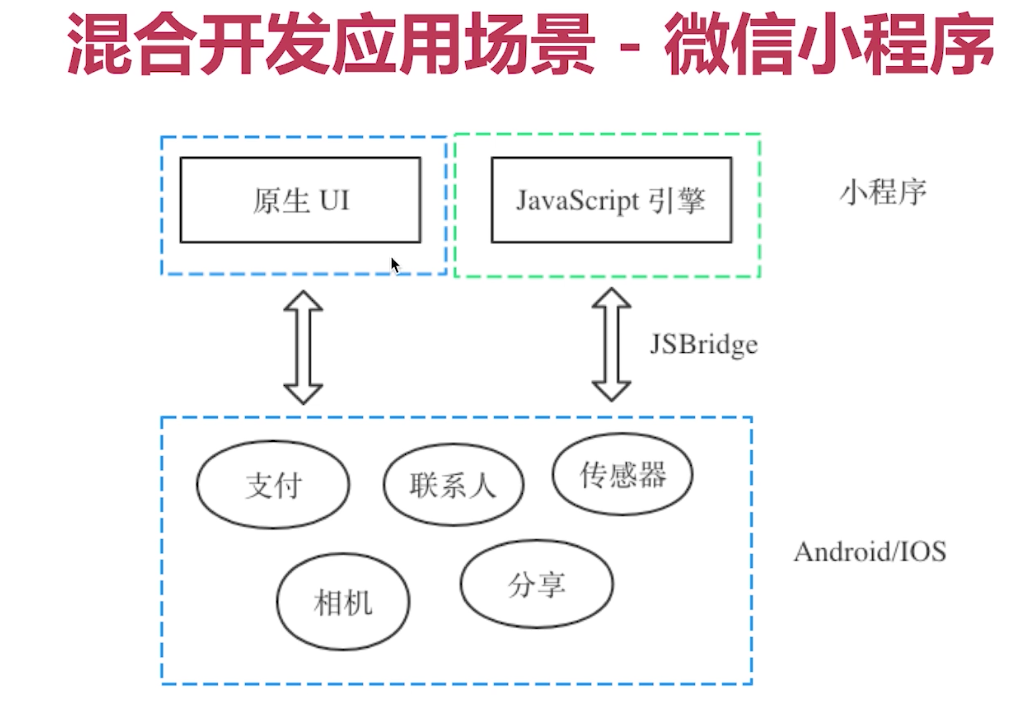 混合开发应用场景 - 微信小程序
原生 UI
JavaScript 引擎
小程序
JSBridge
支付
联系人
传感器
Android/IOS
相机
分享